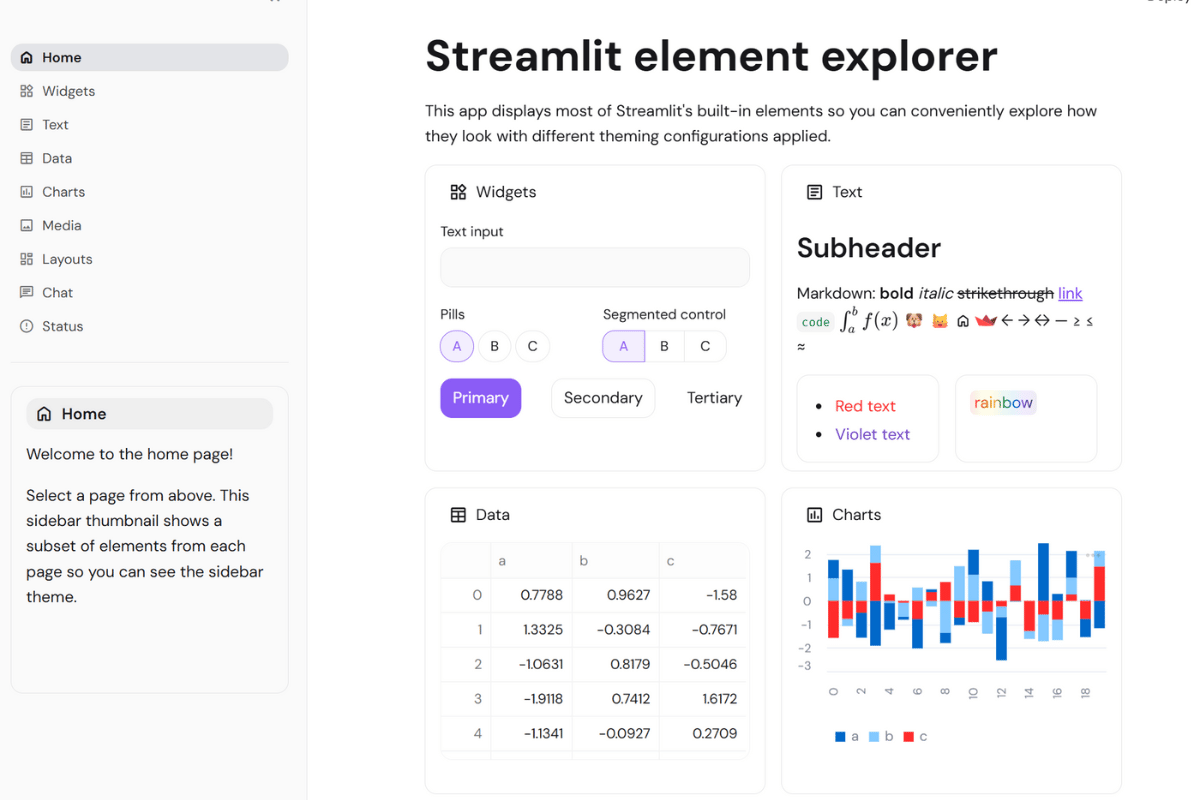 Home
Widgets
Text
Data
Charts
Media
Layouts
Chat
Status
Home
Welcome to the home page!
Select a page from above. This
sidebar thumbnail shows a
subset of elements from each
page so you can see the sidebar
theme.
Streamlit element explorer
This app displays most of Streamlit's built-in elements so you can conveniently explore how
they look with different theming configurations applied.
Widgets
Text input
Pills
Segmented control
A B C
A B C
Primary Secondary Tertiary
Text
Subheader
Markdown: bold italic strikethrough link
code ∫ₐᵇ f(x) 🐶 😺 ← → ↔ — ≥ ≤
≈
• Red text
• Violet text
rainbow
Data
a b c
0 0.7788 0.9627 -1.58
1 1.3325 -0.3084 -0.7671
2 -1.0631 0.8179 -0.5046
3 -1.9118 0.7412 1.6172
4 -1.1341 -0.0927 0.2709
Charts
2
1
0
-1
-2
-3
0 2 4 6 8 10 12 14 16 18
a b c